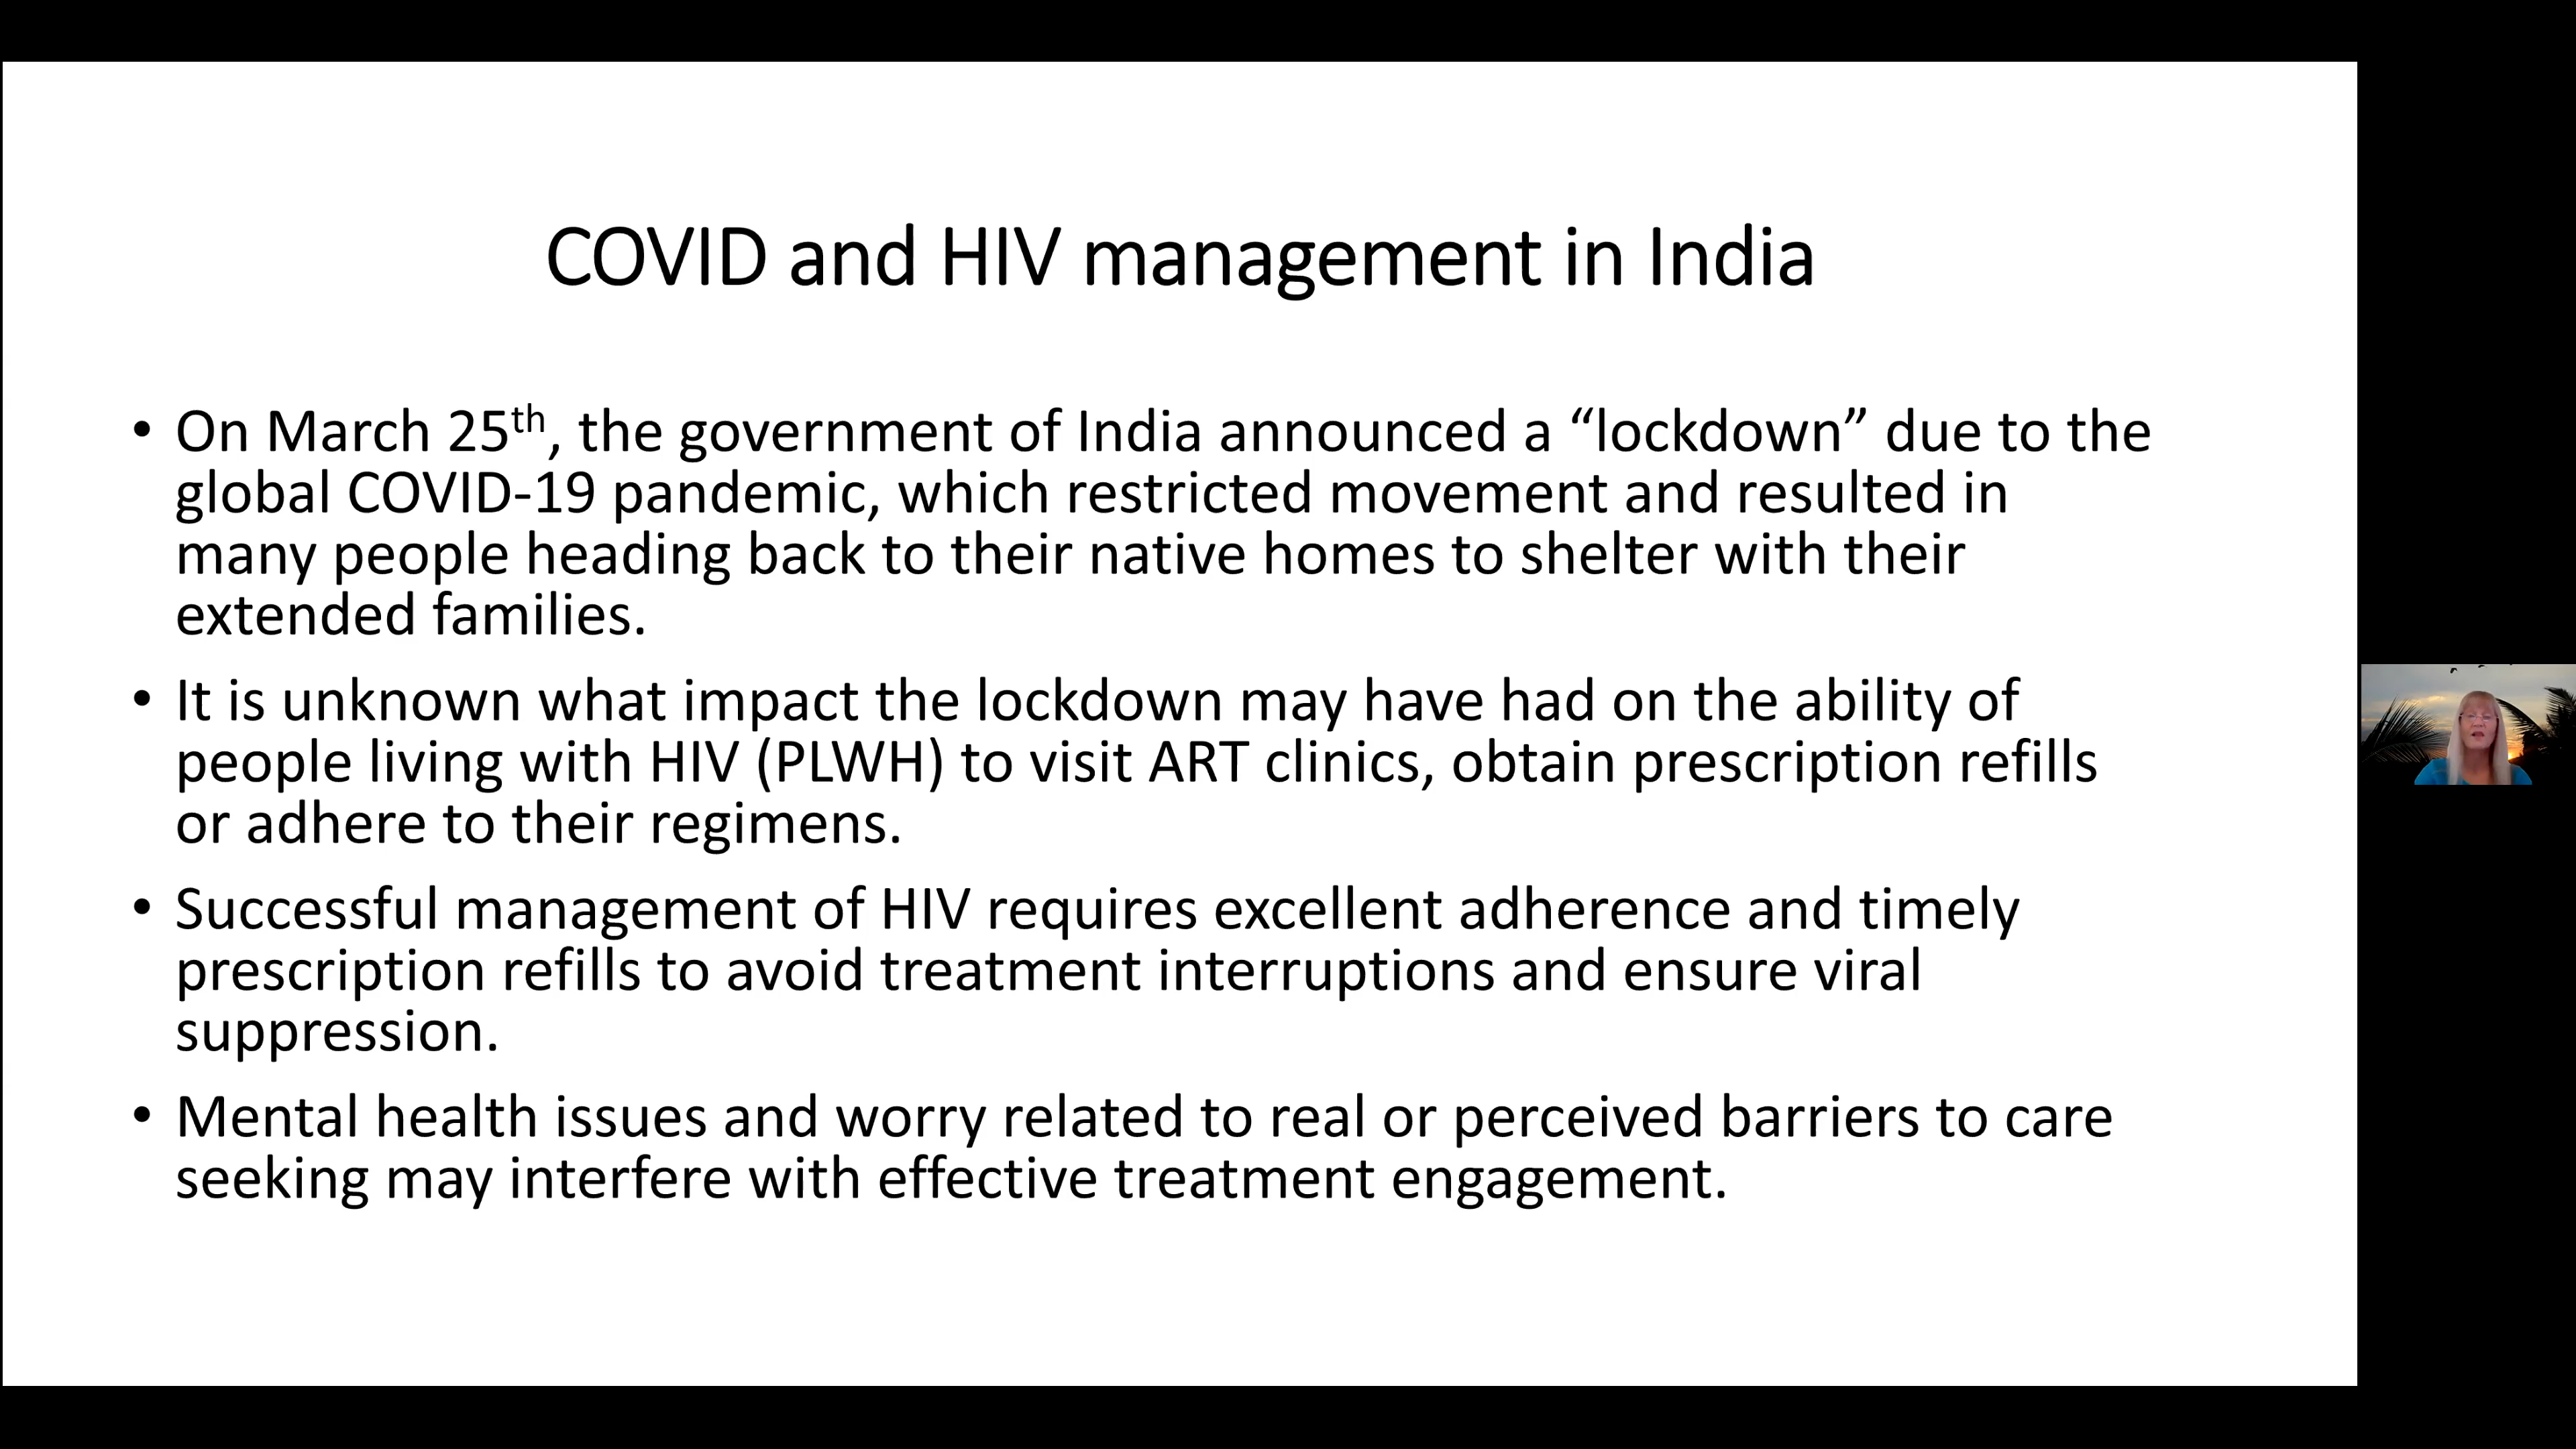 COVID and HIV management in India
• On March 25th, the government of India announced a “lockdown” due to the
global COVID-19 pandemic, which restricted movement and resulted in
many people heading back to their native homes to shelter with their
extended families.
• It is unknown what impact the lockdown may have had on the ability of
people living with HIV (PLWH) to visit ART clinics, obtain prescription refills
or adhere to their regimens.
• Successful management of HIV requires excellent adherence and timely
prescription refills to avoid treatment interruptions and ensure viral
suppression.
• Mental health issues and worry related to real or perceived barriers to care
seeking may interfere with effective treatment engagement.